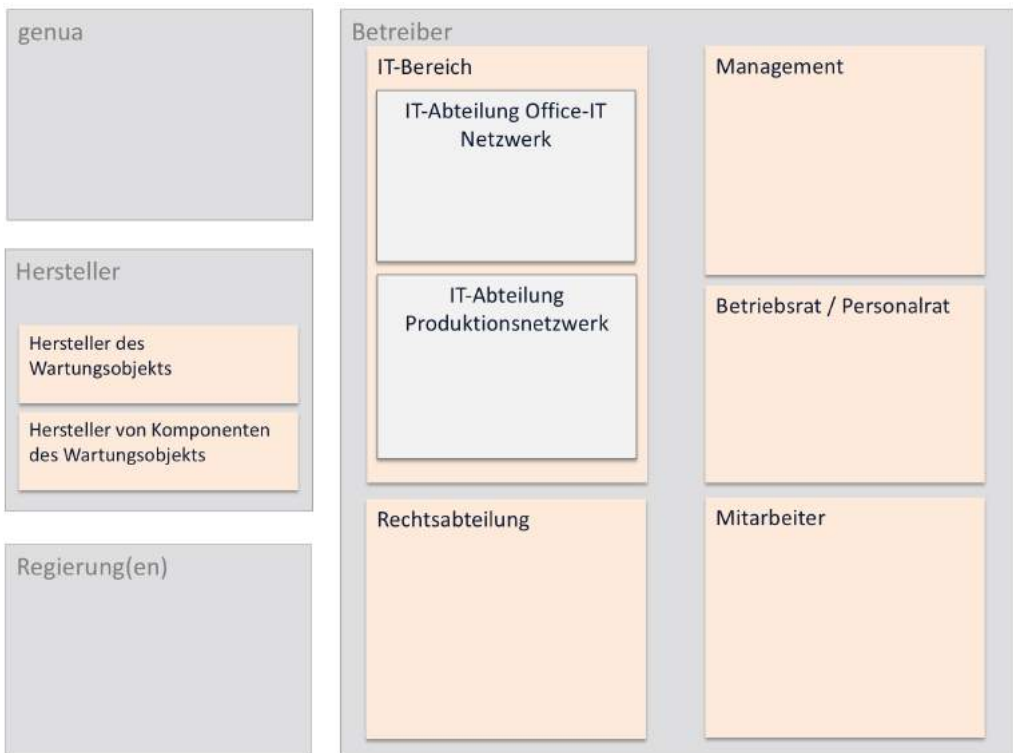 genua
Hersteller
Hersteller des
Wartungsobjekts
Hersteller von Komponenten
des Wartungsobjekts
Regierung(en)
Betreiber
IT-Bereich
IT-Abteilung Office-IT
Netzwerk
IT-Abteilung
Produktionsnetzwerk
Management
Betriebsrat / Personalrat
Rechtsabteilung
Mitarbeiter